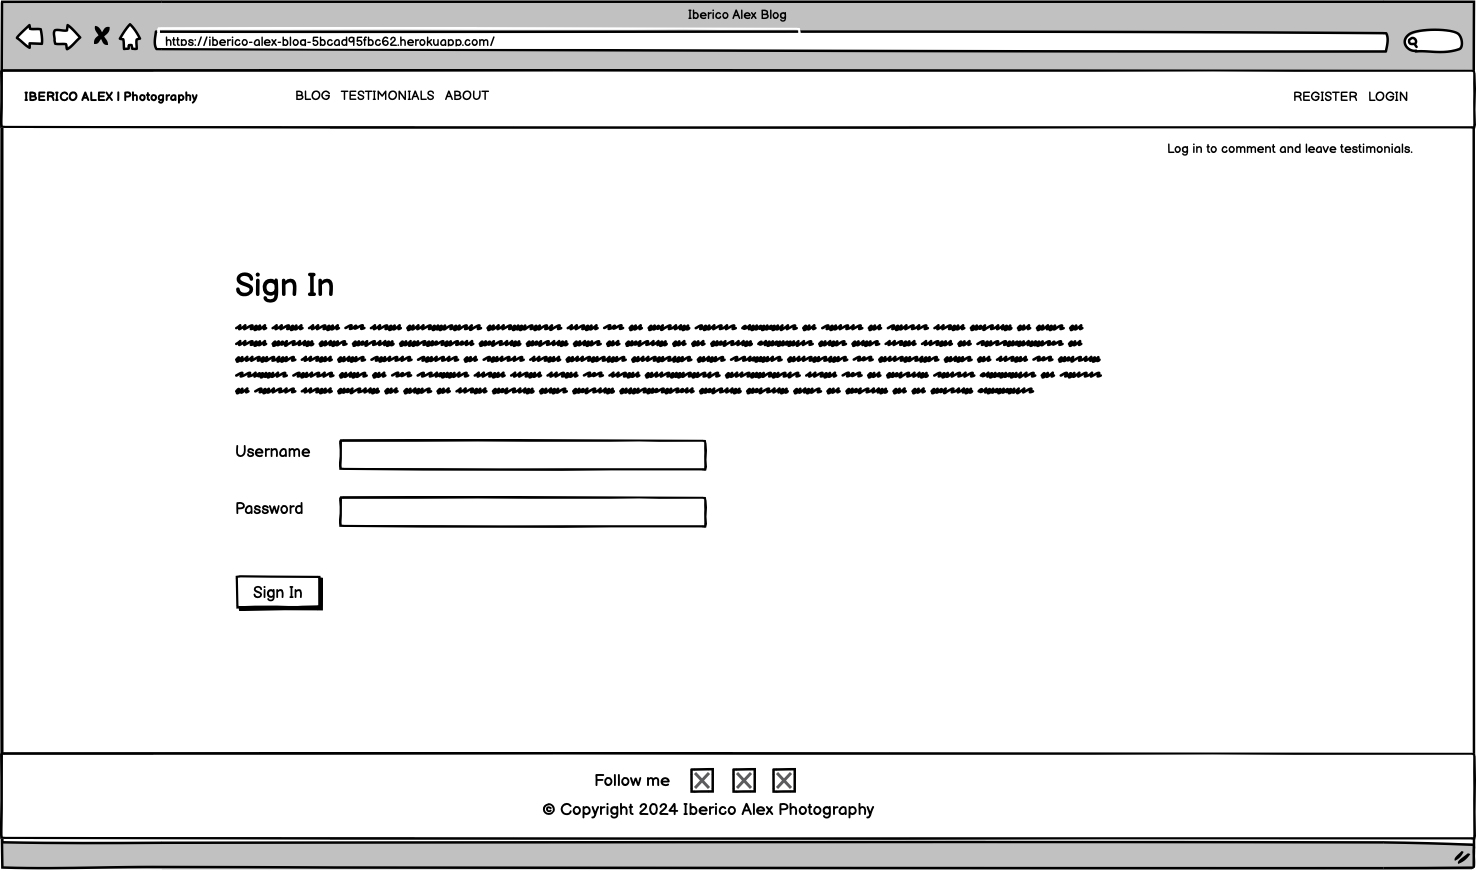 Iberico Alex Blog
https://iberico-alex-blog-5bcad95fbc62.herokuapp.com/
IBERICO ALEX | Photography BLOG TESTIMONIALS ABOUT REGISTER LOGIN
Log in to comment and leave testimonials.
Sign In
Username
Password
Sign In
Follow me
© Copyright 2024 Iberico Alex Photography